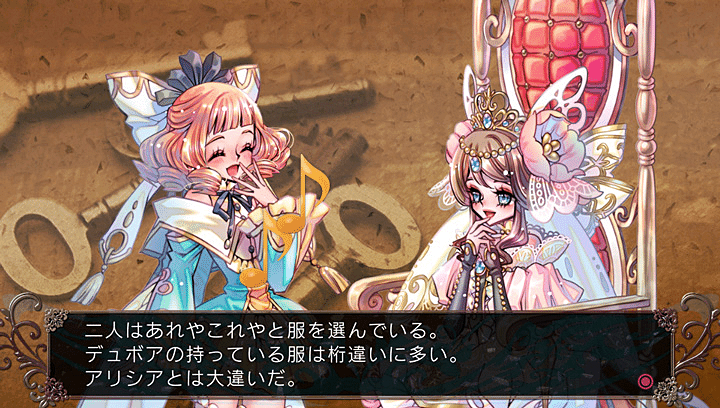 二人はあれやこれやと服を選んでいる。
デュボアの持っている服は桁違いに多い。
アリシアとは大違いだ。